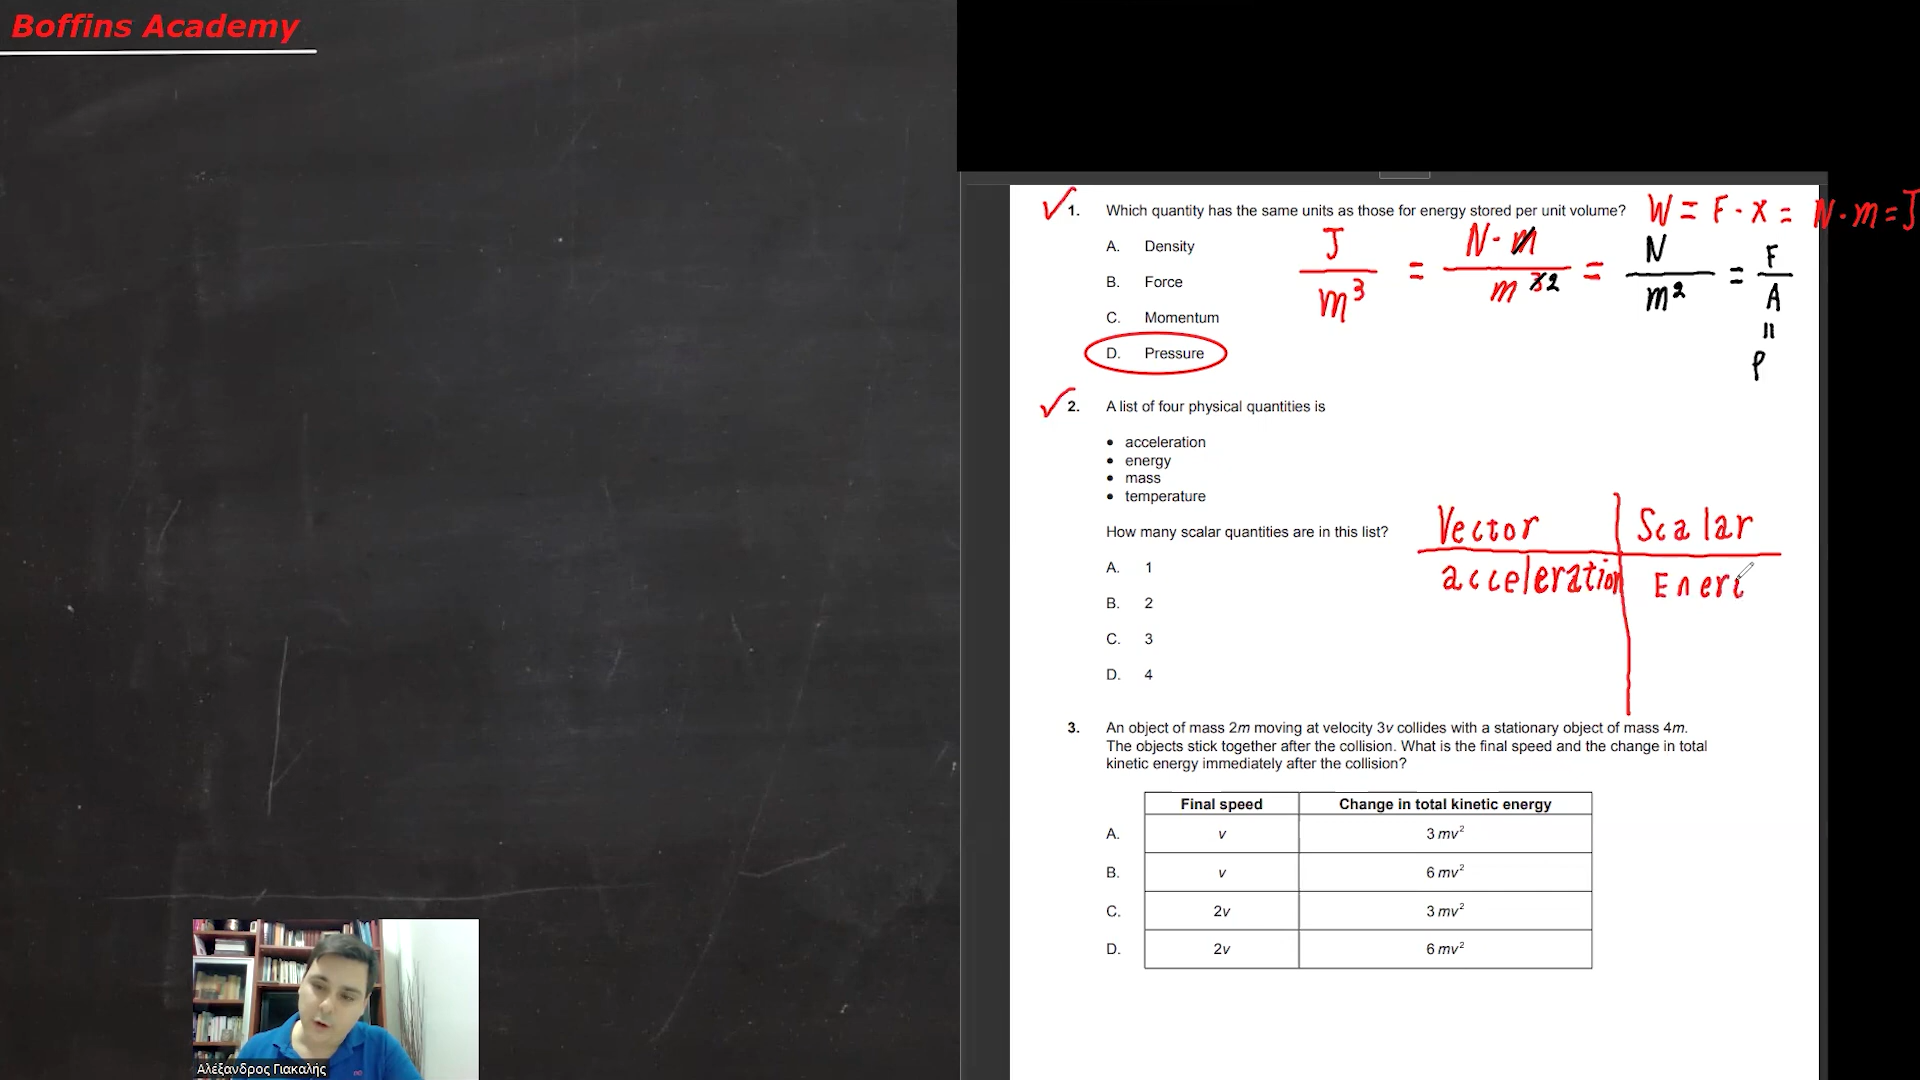 Boffins Academy
1. Which quantity has the same units as those for energy stored per unit volume? W = F · x = N · m = J
A. Density
B. Force
C. Momentum
D. Pressure
J / m³ = N · m / m³ 2 = N / m² = F / A
=
P
2. A list of four physical quantities is
• acceleration
• energy
• mass
• temperature
How many scalar quantities are in this list?
Vector Scalar
acceleration Eneri
A. 1
B. 2
C. 3
D. 4
3. An object of mass 2m moving at velocity 3v collides with a stationary object of mass 4m.
The objects stick together after the collision. What is the final speed and the change in total
kinetic energy immediately after the collision?
Final speed Change in total kinetic energy
A. v 3 mv²
B. v 6 mv²
C. 2v 3 mv²
D. 2v 6 mv²
Αλέξανδρος Γιακαλής